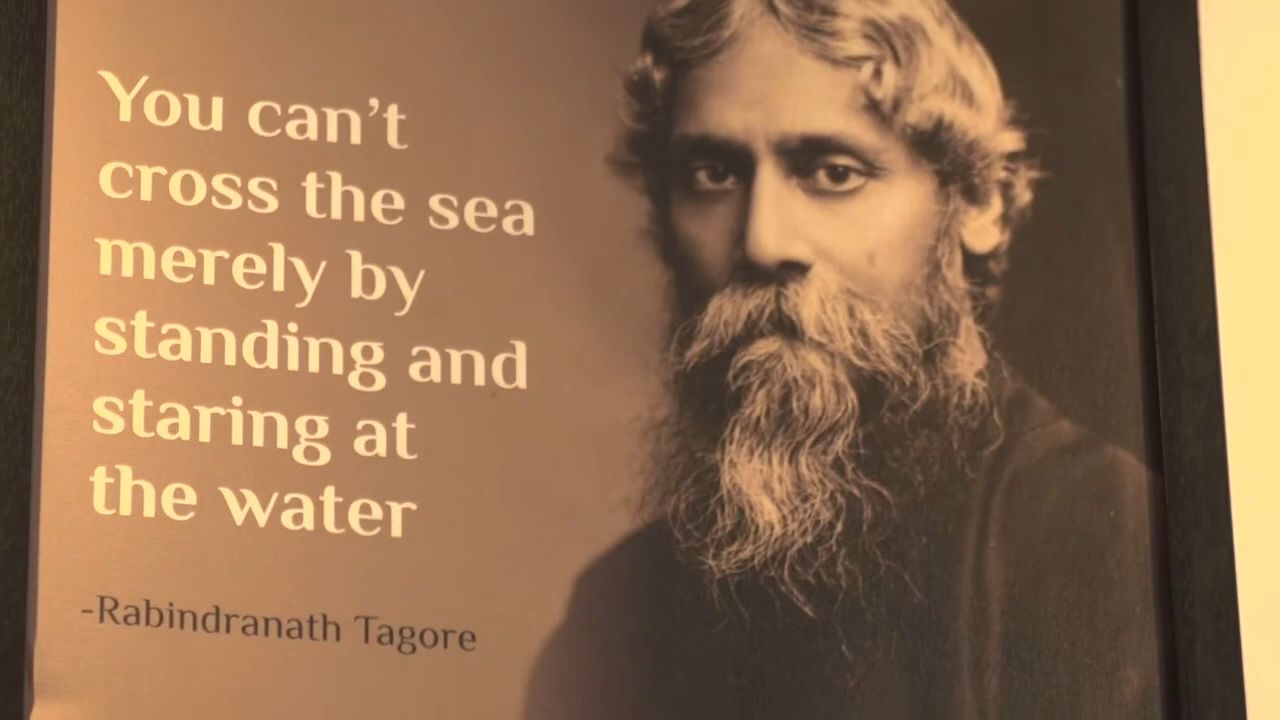 You can't
cross the sea
merely by
standing and
staring at
the water
-Rabindranath Tagore